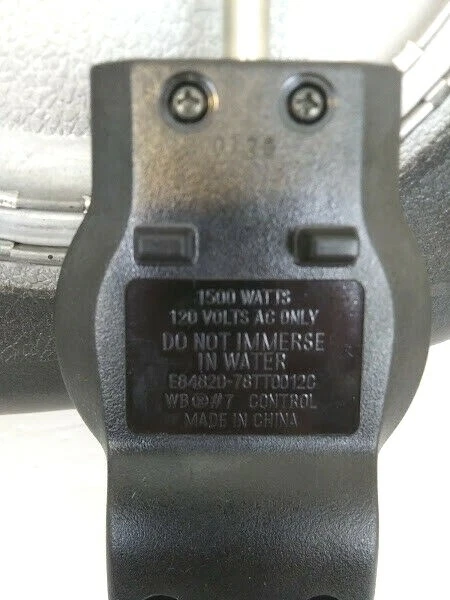 0138
1500 WATTS
120 VOLTS AC ONLY
DO NOT IMMERSE
IN WATER
E84820-78TT0012C
WB®#7 CONTROL
MADE IN CHINA